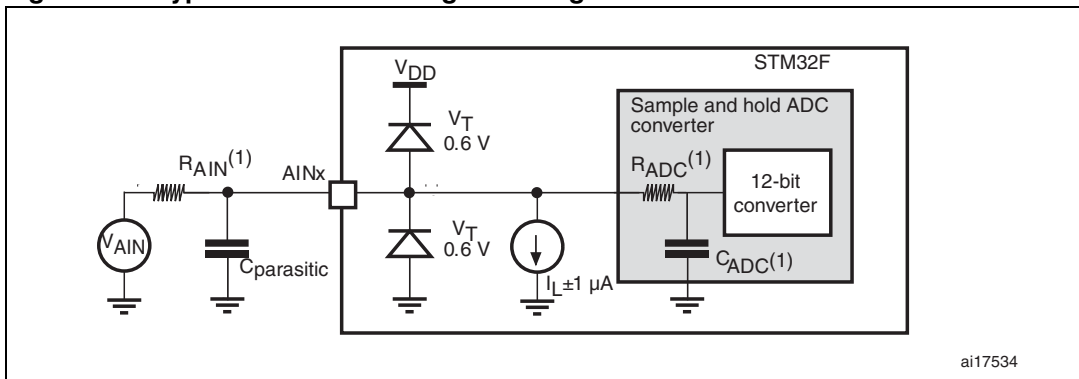 STM32F
VDD
Sample and hold ADC
converter
VT
0.6 V
RAIN(1)
AINx
RADC(1)
12-bit
converter
VAIN
Cparasitic
VT
0.6 V
IL±1 µA
CADC(1)
ai17534